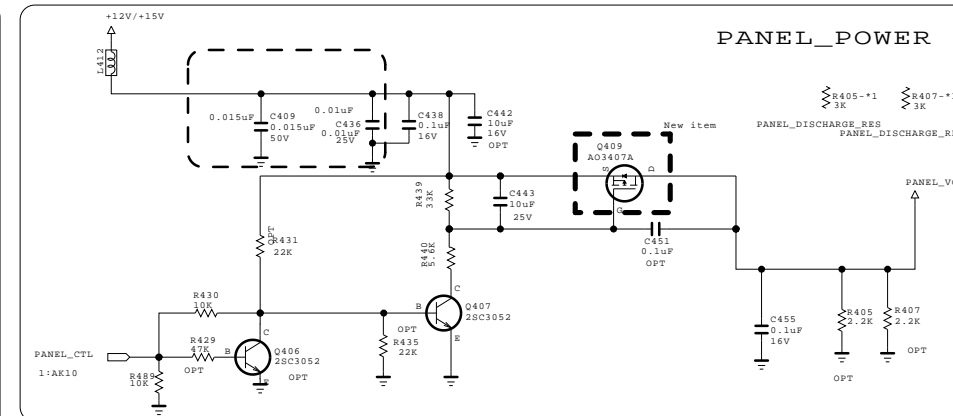 +12V/+15V
L412
PANEL_POWER
R405-*1
3K
R407-*1
3K
PANEL_DISCHARGE_RES
PANEL_DISCHARGE_RE
0.015uF
C409
0.015uF
50V
0.01uF
C436
0.01uF
25V
C438
0.1uF
16V
C442
10uF
16V
OPT
New item
Q409
AO3407A
S
D
G
PANEL_VC
R439
33K
C443
10uF
25V
C451
0.1uF
OPT
OPT
R431
22K
R440
5.6K
R430
10K
B
C
E
Q407
2SC3052
PANEL_CTL
1:AK10
R429
47K
OPT
B
C
E
Q406
2SC3052
OPT
OPT
R435
22K
R489
10K
C455
0.1uF
16V
R405
2.2K
OPT
R407
2.2K
OPT